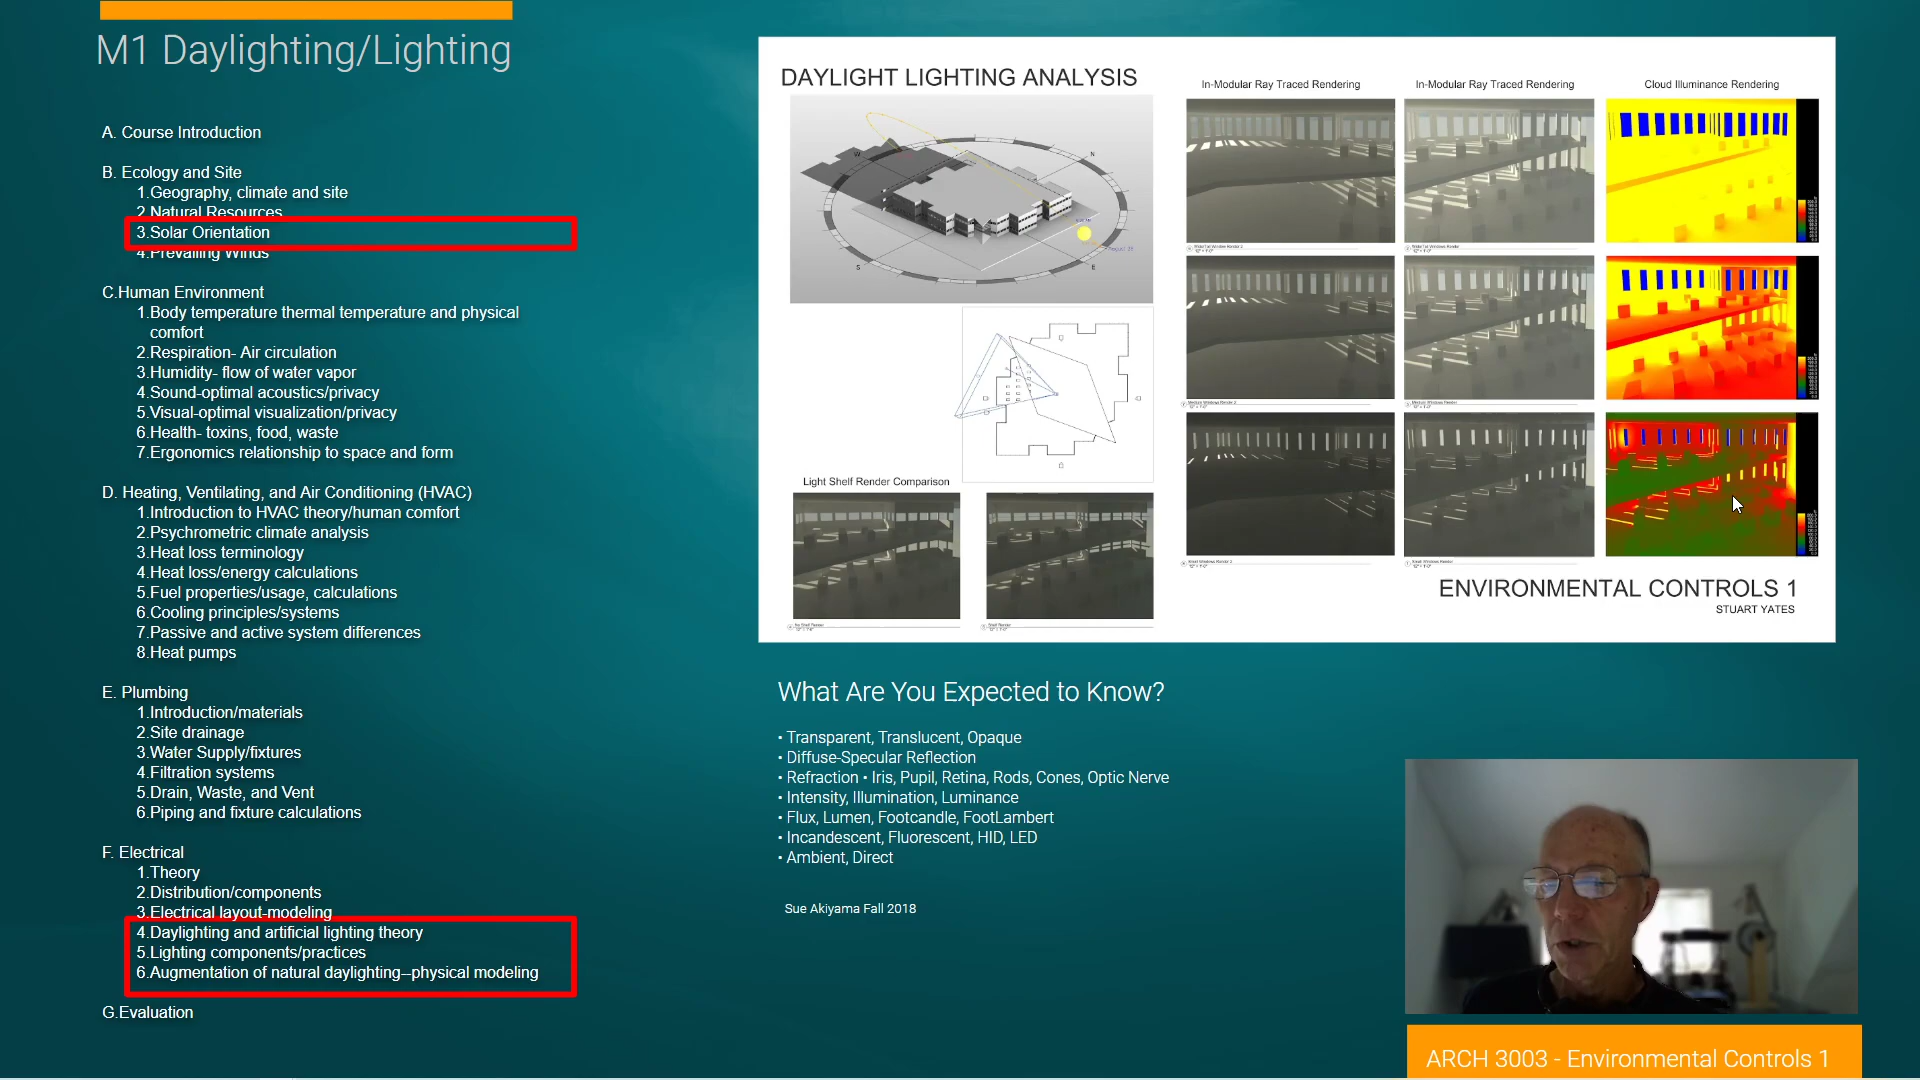 M1 Daylighting/Lighting
A. Course Introduction
B. Ecology and Site
1.Geography, climate and site
2.Natural Resources
3.Solar Orientation
4.Prevailing Winds
C.Human Environment
1.Body temperature thermal temperature and physical
comfort
2.Respiration- Air circulation
3.Humidity- flow of water vapor
4.Sound-optimal acoustics/privacy
5.Visual-optimal visualization/privacy
6.Health- toxins, food, waste
7.Ergonomics relationship to space and form
D. Heating, Ventilating, and Air Conditioning (HVAC)
1.Introduction to HVAC theory/human comfort
2.Psychrometric climate analysis
3.Heat loss terminology
4.Heat loss/energy calculations
5.Fuel properties/usage, calculations
6.Cooling principles/systems
7.Passive and active system differences
8.Heat pumps
E. Plumbing
1.Introduction/materials
2.Site drainage
3.Water Supply/fixtures
4.Filtration systems
5.Drain, Waste, and Vent
6.Piping and fixture calculations
F. Electrical
1.Theory
2.Distribution/components
3.Electrical layout-modeling
4.Daylighting and artificial lighting theory
5.Lighting components/practices
6.Augmentation of natural daylighting--physical modeling
G.Evaluation
DAYLIGHT LIGHTING ANALYSIS
In-Modular Ray Traced Rendering
In-Modular Ray Traced Rendering
Cloud Illuminance Rendering
W
N
S
E
Light Shelf Render Comparison
ENVIRONMENTAL CONTROLS 1
STUART YATES
What Are You Expected to Know?
• Transparent, Translucent, Opaque
• Diffuse-Specular Reflection
• Refraction • Iris, Pupil, Retina, Rods, Cones, Optic Nerve
• Intensity, Illumination, Luminance
• Flux, Lumen, Footcandle, FootLambert
• Incandescent, Fluorescent, HID, LED
• Ambient, Direct
Sue Akiyama Fall 2018
ARCH 3003 - Environmental Controls 1